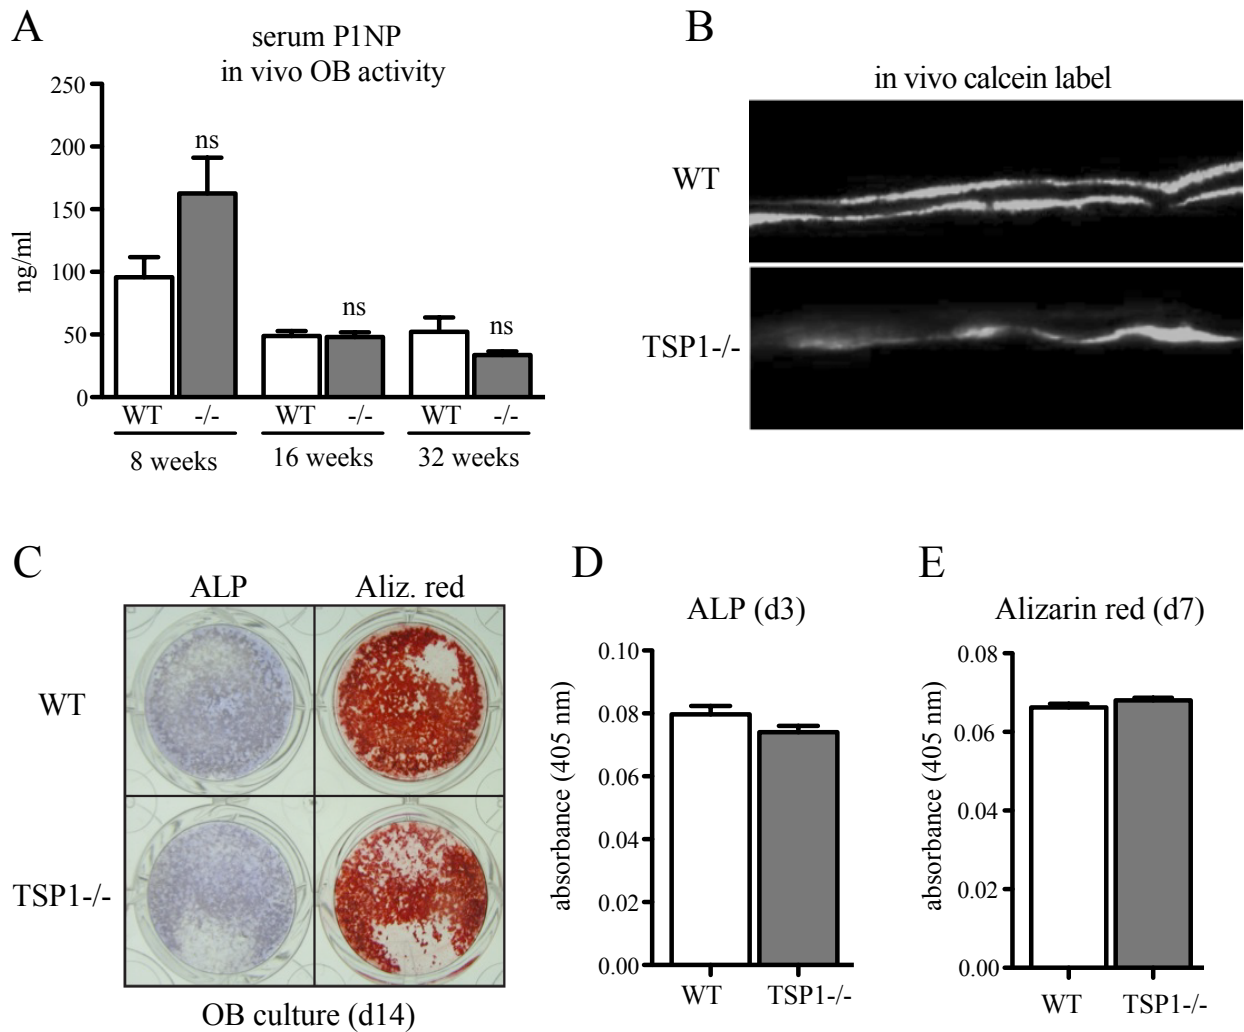 A
serum P1NP
in vivo OB activity
250
200
150
100
50
0
ng/ml
ns
ns
ns
WT -/- WT -/- WT -/-
8 weeks 16 weeks 32 weeks
B
in vivo calcein label
WT
TSP1-/-
C
ALP Aliz. red
WT
TSP1-/-
OB culture (d14)
D
ALP (d3)
absorbance (405 nm)
0.10
0.08
0.06
0.04
0.02
0.00
WT TSP1-/-
E
Alizarin red (d7)
absorbance (405 nm)
0.08
0.06
0.04
0.02
0.00
WT TSP1-/-